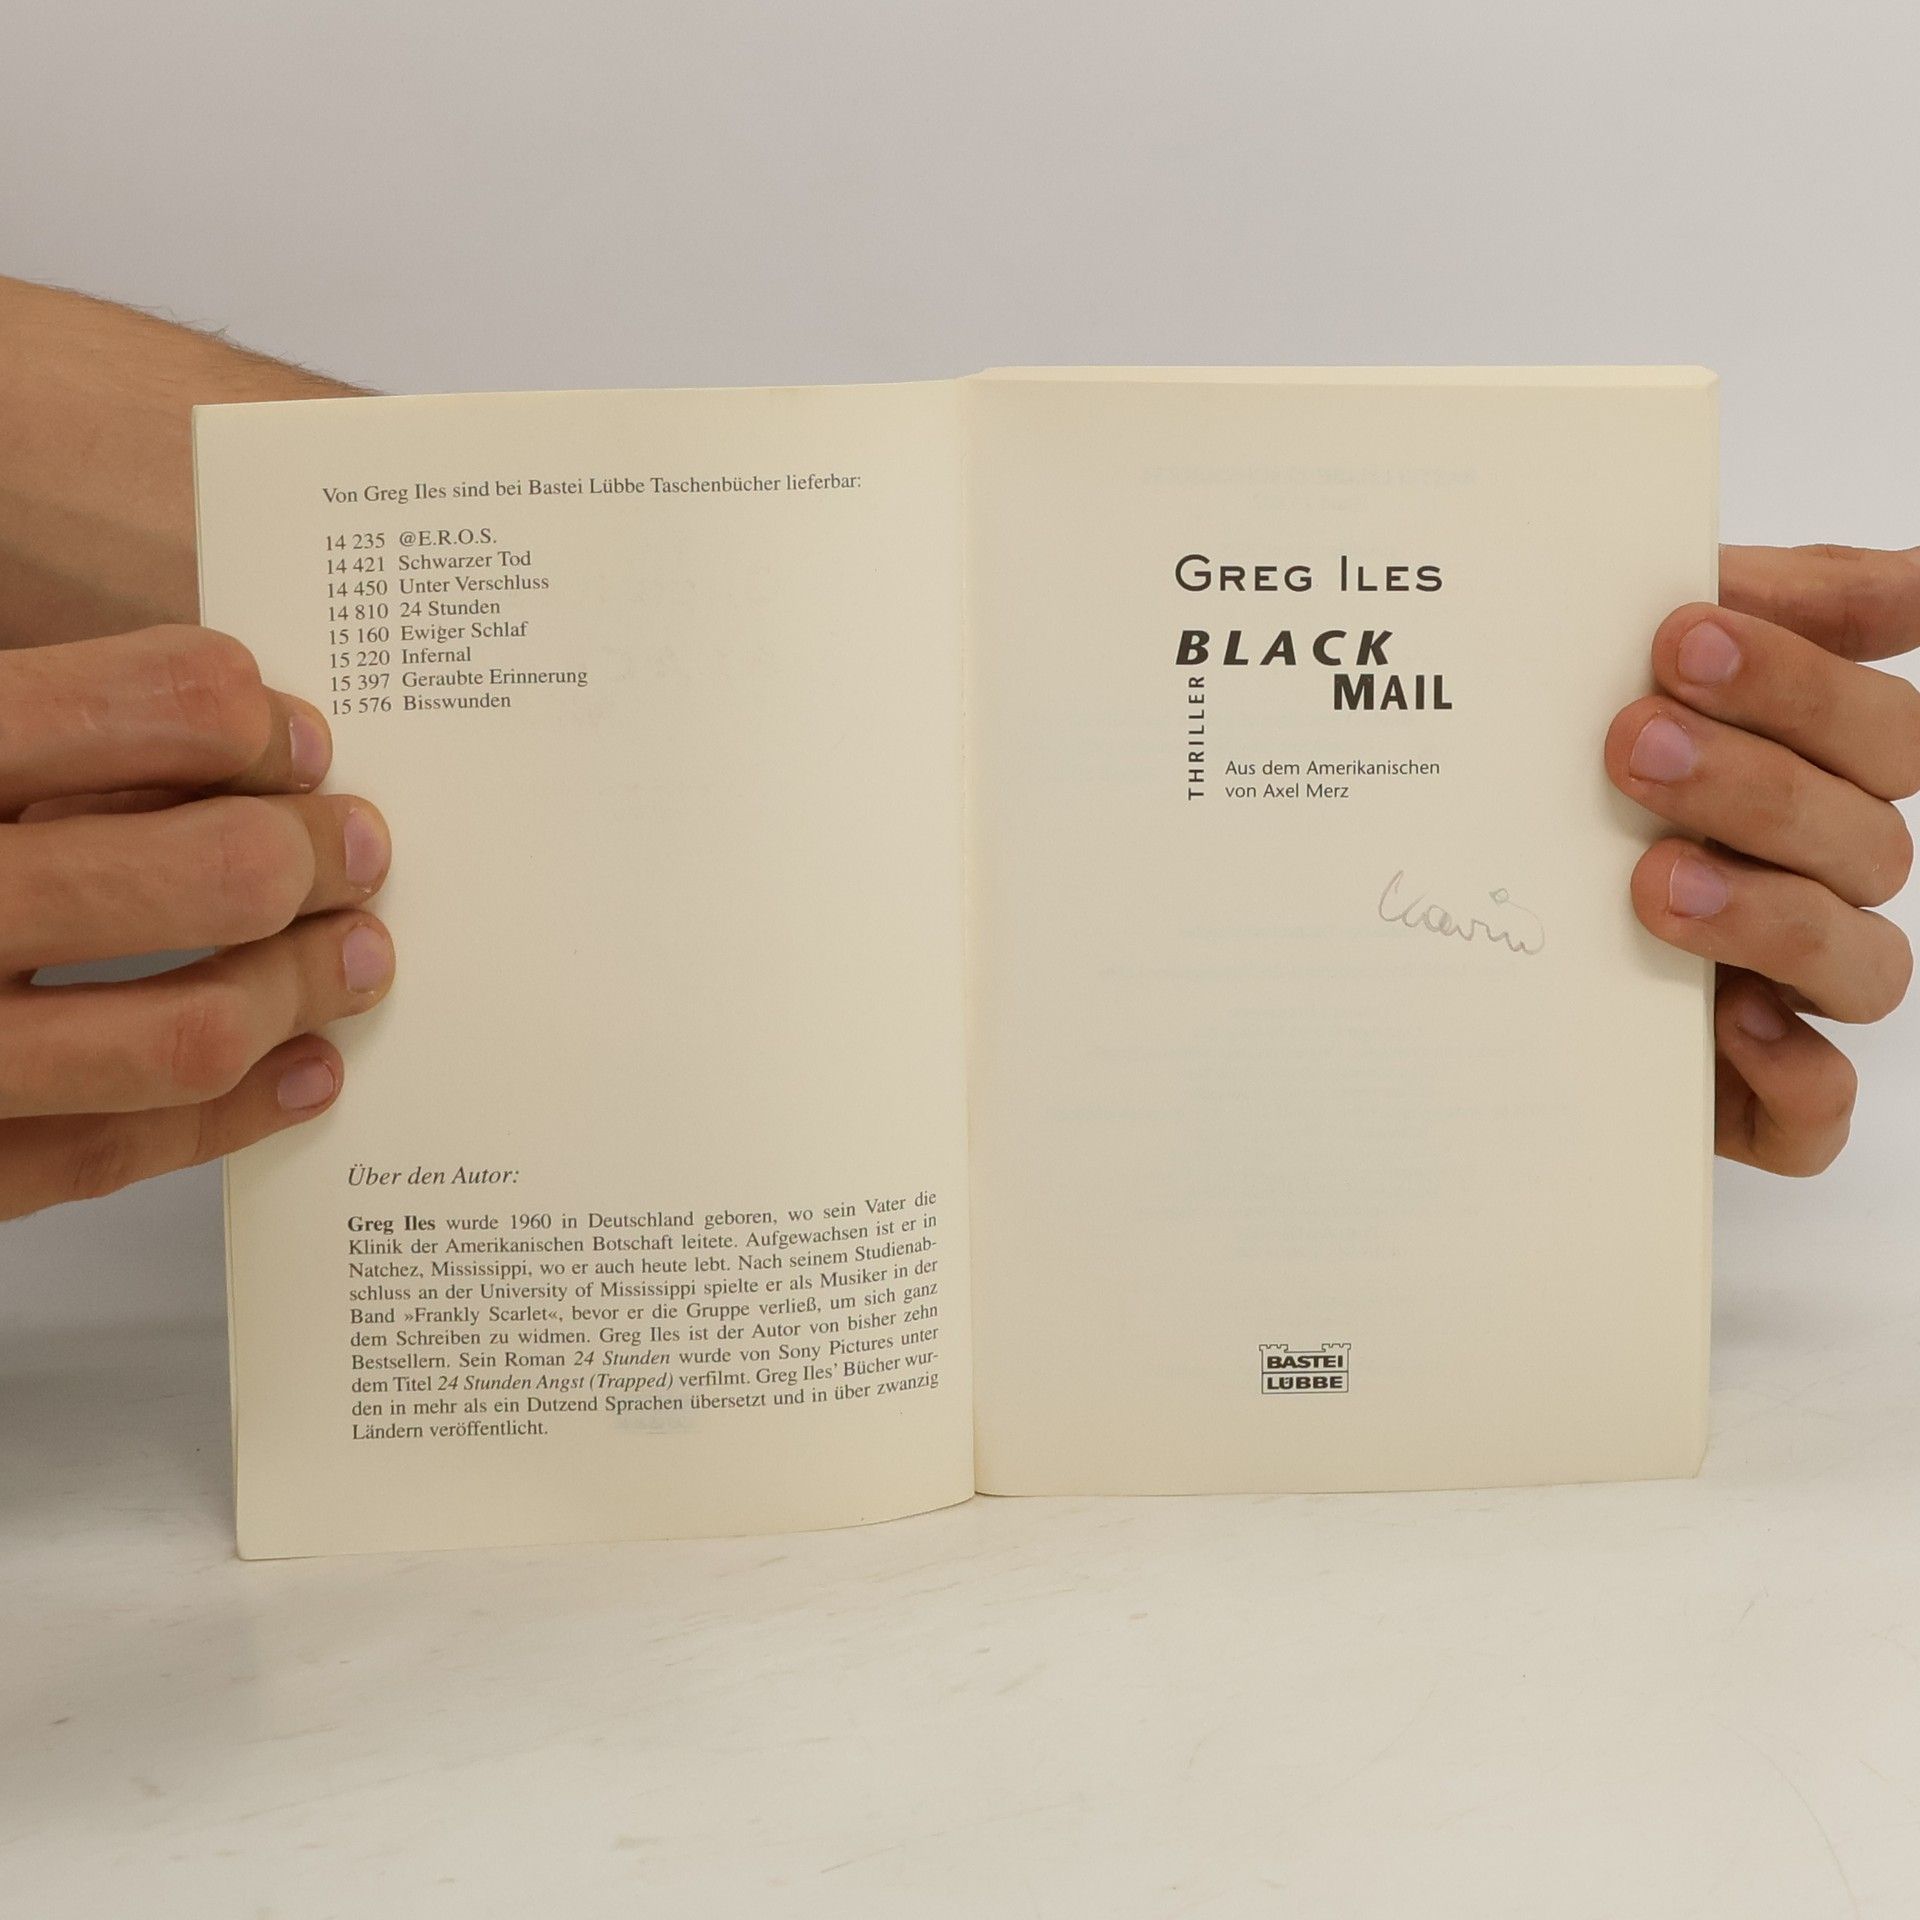 Von Greg Iles sind bei Bastei Lübbe Taschenbücher lieferbar:
14 235 @E.R.O.S.
14 421 Schwarzer Tod
14 450 Unter Verschluss
14 810 24 Stunden
15 160 Ewiger Schlaf
15 220 Infernal
15 397 Geraubte Erinnerung
15 576 Bisswunden
Über den Autor:
Greg Iles wurde 1960 in Deutschland geboren, wo sein Vater die
Klinik der Amerikanischen Botschaft leitete. Aufgewachsen ist er in
Natchez, Mississippi, wo er auch heute lebt. Nach seinem Studienab-
schluss an der University of Mississippi spielte er als Musiker in der
Band »Frankly Scarlet«, bevor er die Gruppe verließ, um sich ganz
dem Schreiben zu widmen. Greg Iles ist der Autor von bisher zehn
Bestsellern. Sein Roman 24 Stunden wurde von Sony Pictures unter
dem Titel 24 Stunden Angst (Trapped) verfilmt. Greg Iles’ Bücher wur-
den in mehr als ein Dutzend Sprachen übersetzt und in über zwanzig
Ländern veröffentlicht.
GREG ILES
BLACK
MAIL
THRILLER
Aus dem Amerikanischen
von Axel Merz
BASTEI
LÜBBE